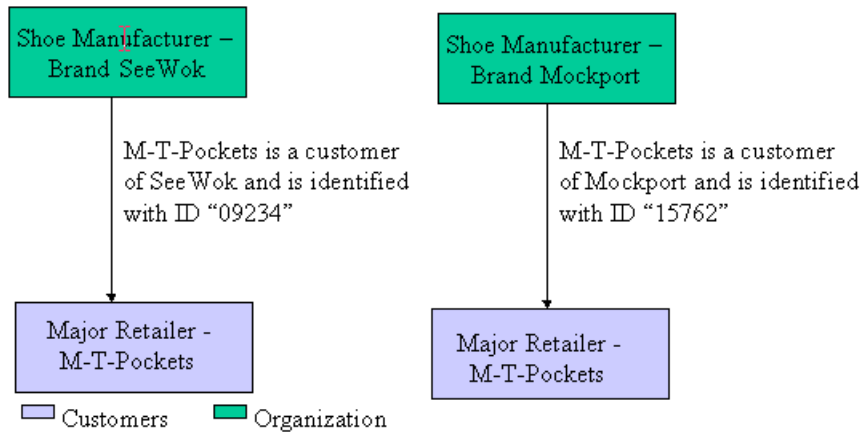 Shoe Manufacturer –
Brand SeeWok
Shoe Manufacturer –
Brand Mockport
M-T-Pockets is a customer
of SeeWok and is identified
with ID “09234”
M-T-Pockets is a customer
of Mockport and is identified
with ID “15762”
Major Retailer -
M-T-Pockets
Major Retailer -
M-T-Pockets
Customers
Organization